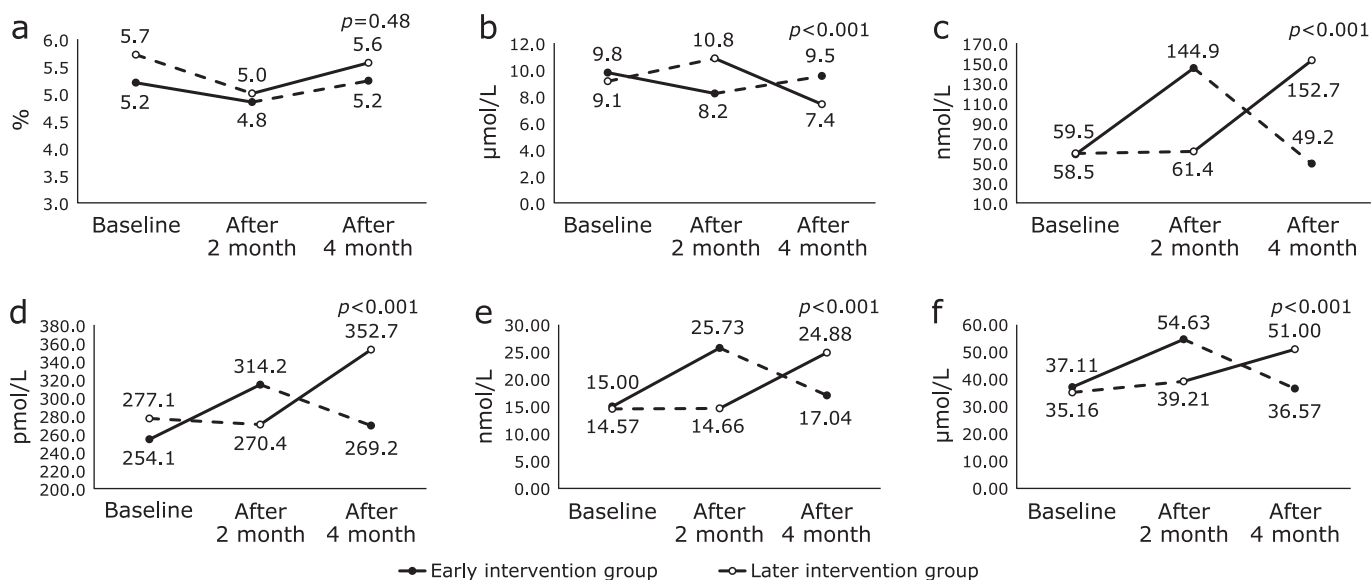 a
p=0.48
%
6.0
5.5
5.0
4.5
4.0
3.5
3.0
5.7
5.0
5.6
5.2
4.8
5.2
Baseline
After
2 month
After
4 month
b
p<0.001
μmol/L
12.0
10.0
8.0
6.0
4.0
2.0
0.0
9.8
10.8
9.5
9.1
8.2
7.4
Baseline
After
2 month
After
4 month
c
p<0.001
nmol/L
170.0
150.0
130.0
110.0
90.0
70.0
50.0
30.0
10.0
144.9
59.5
152.7
49.2
58.5
61.4
Baseline
After
2 month
After
4 month
d
p<0.001
pmol/L
380.0
360.0
340.0
320.0
300.0
280.0
260.0
240.0
220.0
200.0
352.7
314.2
277.1
254.1
270.4
269.2
Baseline
After
2 month
After
4 month
e
p<0.001
nmol/L
30.00
25.00
20.00
15.00
10.00
5.00
0.00
25.73
24.88
15.00
14.57
14.66
17.04
Baseline
After
2 month
After
4 month
f
p<0.001
μmol/L
60.00
50.00
40.00
30.00
20.00
10.00
0.00
54.63
51.00
37.11
35.16
39.21
36.57
Baseline
After
2 month
After
4 month
Early intervention group
Later intervention group